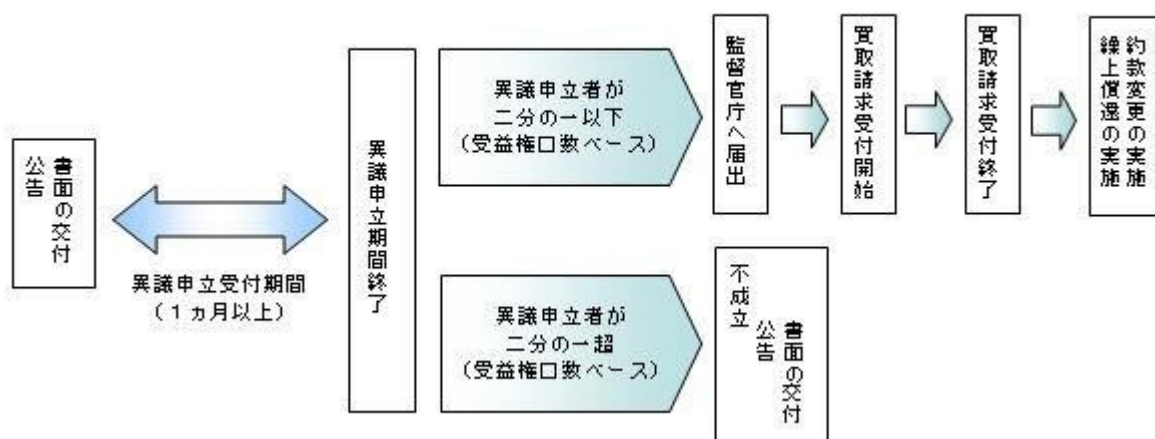 書面の交付
公告
異議申立受付期間
(1ヵ月以上)
異議申立期間終了
異議申立者が
二分の一以下
(受益権口数ベース)
監督官庁へ届出
買取請求受付開始
買取請求受付終了
約款変更の実施
繰上償還の実施
異議申立者が
二分の一超
(受益権口数ベース)
不成立
書面の交付
公告